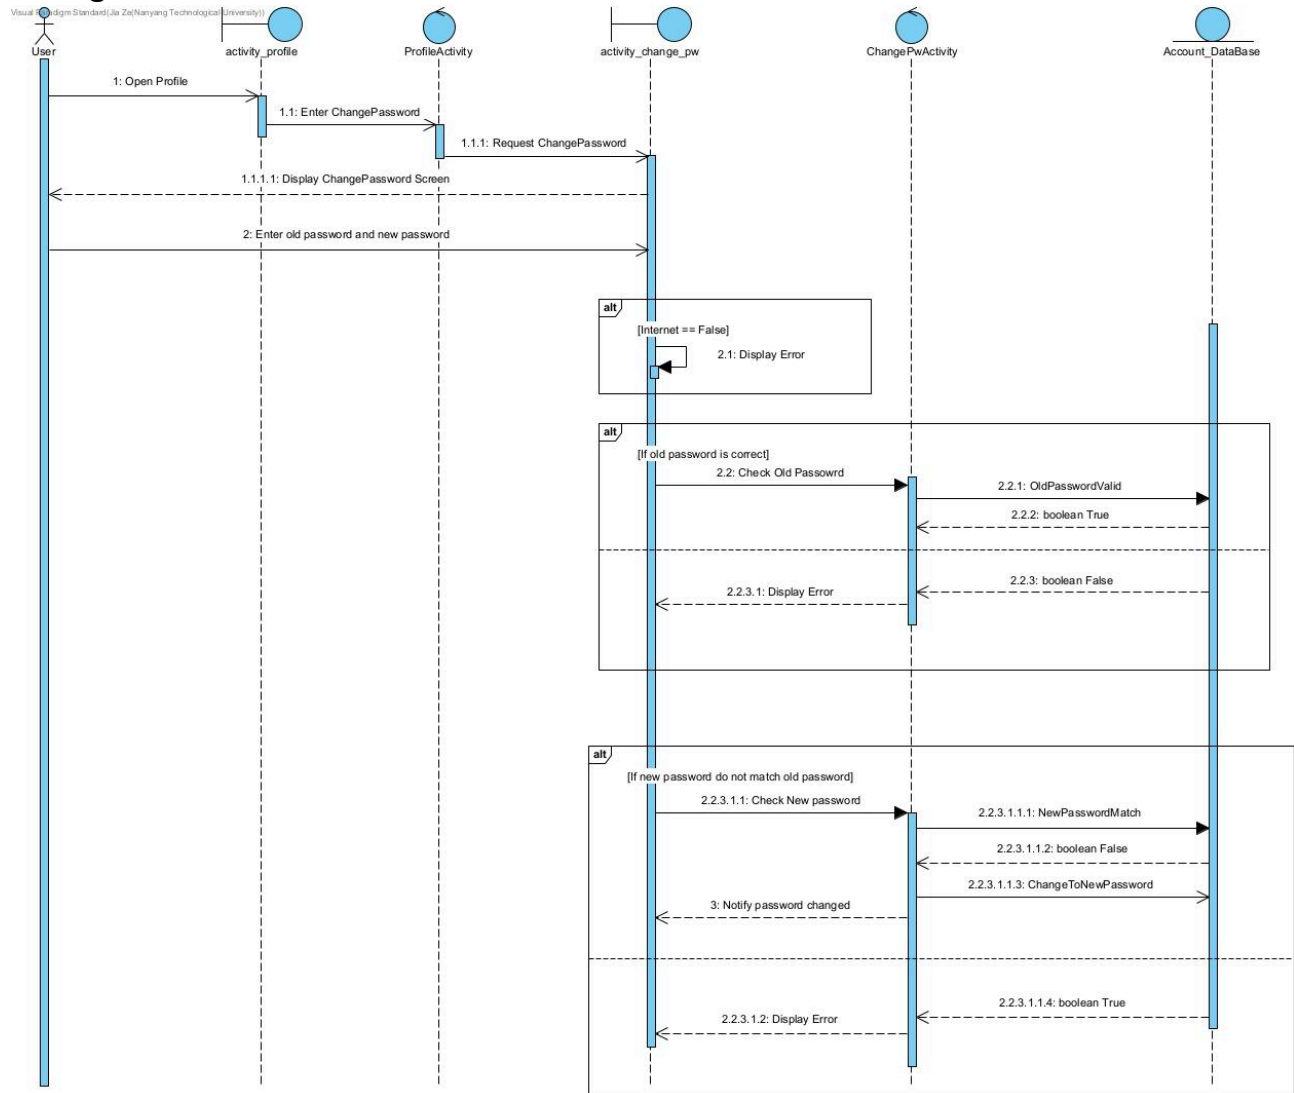 Visual Paradigm Standard(Jia Ze(Nanyang Technological University))
User
activity_profile
ProfileActivity
activity_change_pw
ChangePwActivity
Account_DataBase
1: Open Profile
1.1: Enter ChangePassword
1.1.1: Request ChangePassword
1.1.1.1: Display ChangePassword Screen
2: Enter old password and new password
alt
[Internet == False]
2.1: Display Error
alt
[If old password is correct]
2.2: Check Old Passowrd
2.2.1: OldPasswordValid
2.2.2: boolean True
2.2.3: boolean False
2.2.3.1: Display Error
alt
[If new password do not match old password]
2.2.3.1.1: Check New password
2.2.3.1.1.1: NewPasswordMatch
2.2.3.1.1.2: boolean False
2.2.3.1.1.3: ChangeToNewPassword
3: Notify password changed
2.2.3.1.1.4: boolean True
2.2.3.1.2: Display Error